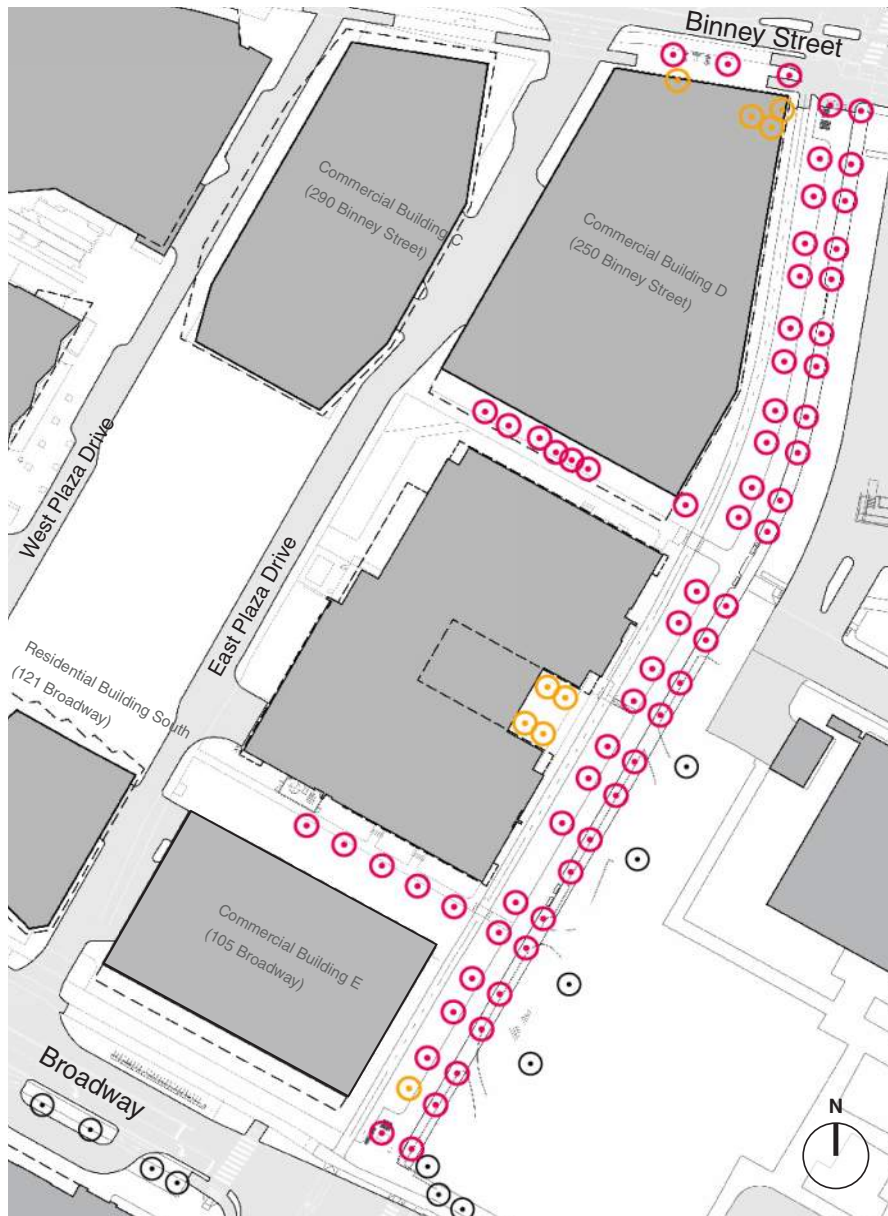 Binney Street
Commercial Building C
(290 Binney Street)
Commercial Building D
(250 Binney Street)
West Plaza Drive
East Plaza Drive
Residential Building South
(121 Broadway)
Commercial Building E
(105 Broadway)
Broadway
N